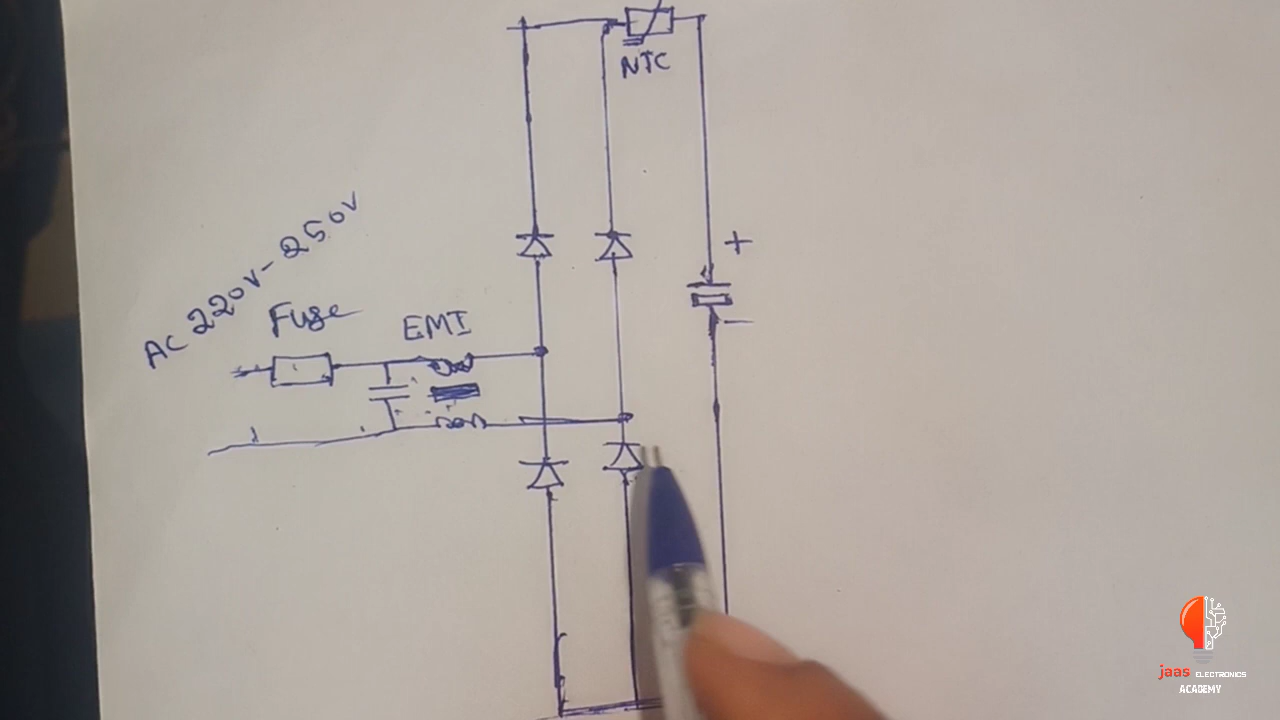 NTC
+
AC 220V-250V
Fuse
EMI
-
jaas ELECTRONICS
ACADEMY